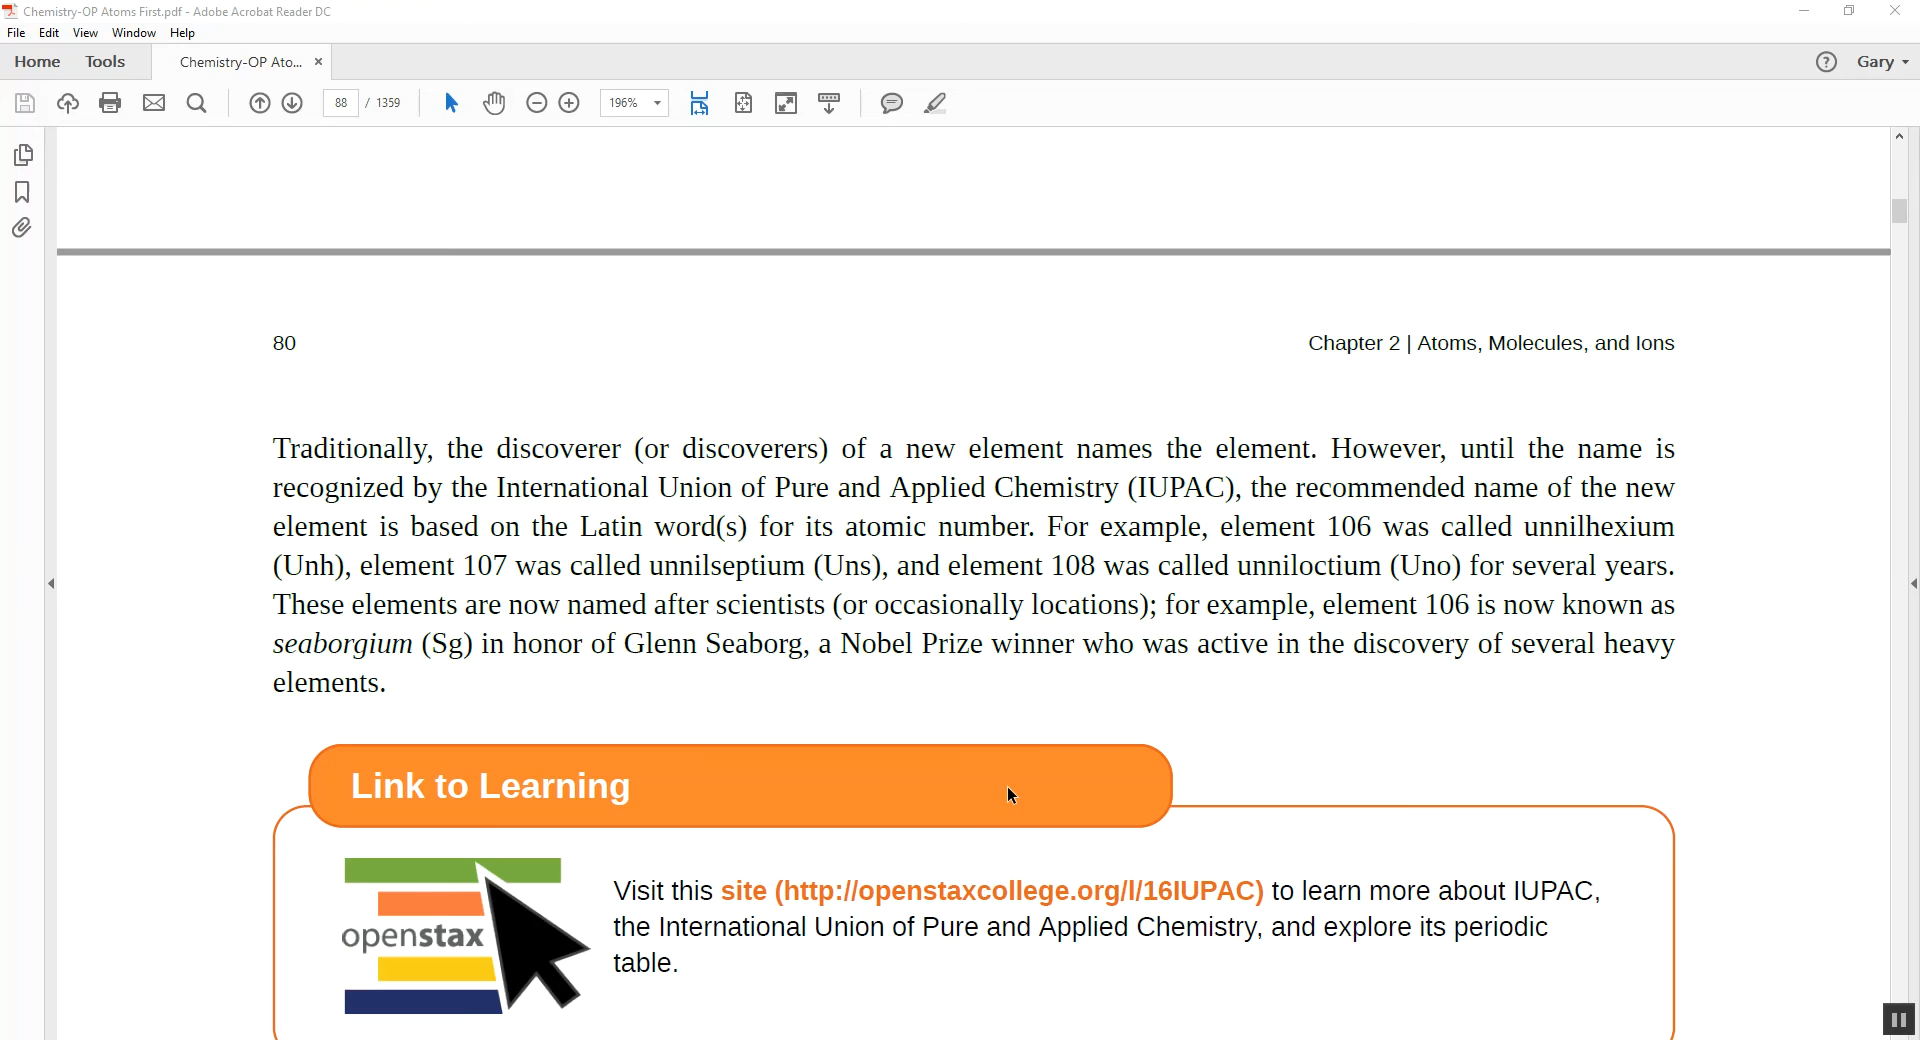 Chemistry-OP Atoms First.pdf - Adobe Acrobat Reader DC
File Edit View Window Help
Home Tools Chemistry-OP Ato... × ? Gary
88 / 1359 196%
80 Chapter 2 | Atoms, Molecules, and Ions
Traditionally, the discoverer (or discoverers) of a new element names the element. However, until the name is
recognized by the International Union of Pure and Applied Chemistry (IUPAC), the recommended name of the new
element is based on the Latin word(s) for its atomic number. For example, element 106 was called unnilhexium
(Unh), element 107 was called unnilseptium (Uns), and element 108 was called unniloctium (Uno) for several years.
These elements are now named after scientists (or occasionally locations); for example, element 106 is now known as
seaborgium (Sg) in honor of Glenn Seaborg, a Nobel Prize winner who was active in the discovery of several heavy
elements.
Link to Learning
openstax
Visit this site (http://openstaxcollege.org/l/16IUPAC) to learn more about IUPAC,
the International Union of Pure and Applied Chemistry, and explore its periodic
table.